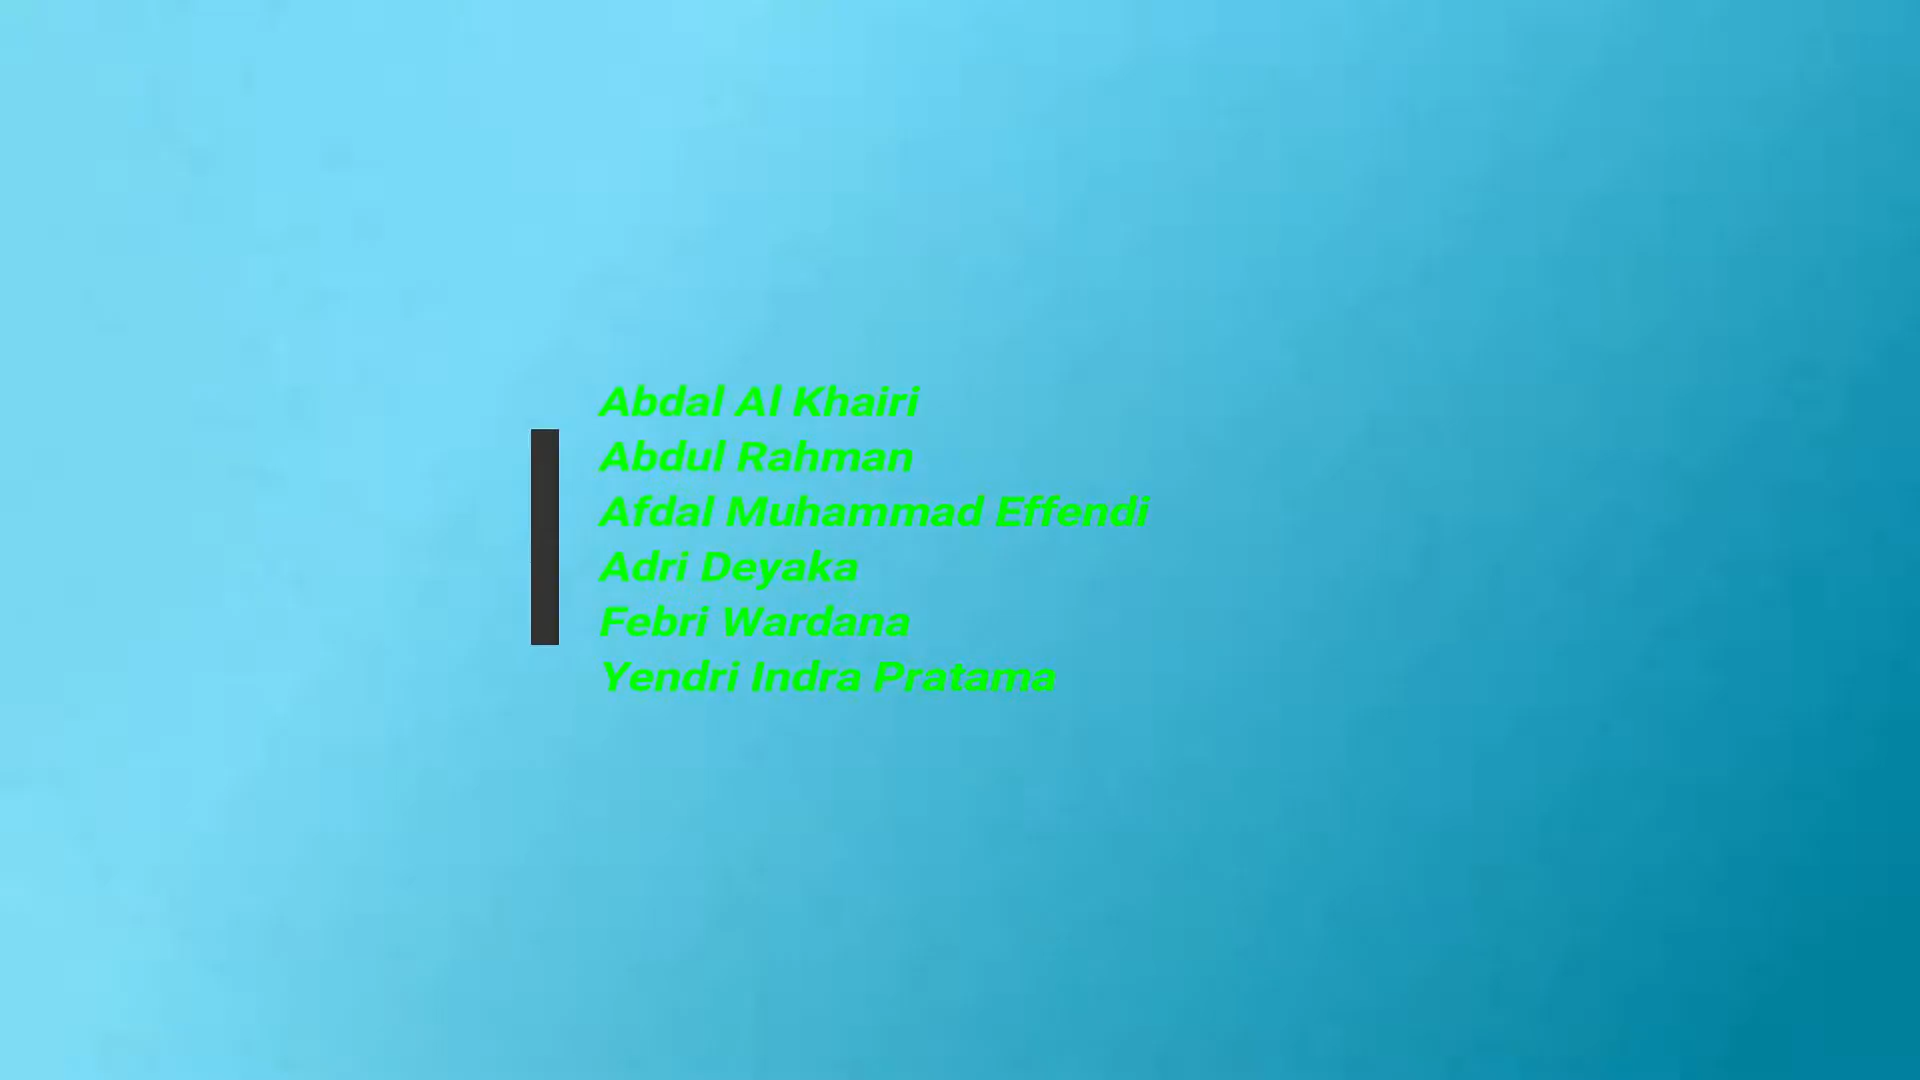 Abdal Al Khairi
Abdul Rahman
Afdal Muhammad Effendi
Adri Deyaka
Febri Wardana
Yendri Indra Pratama